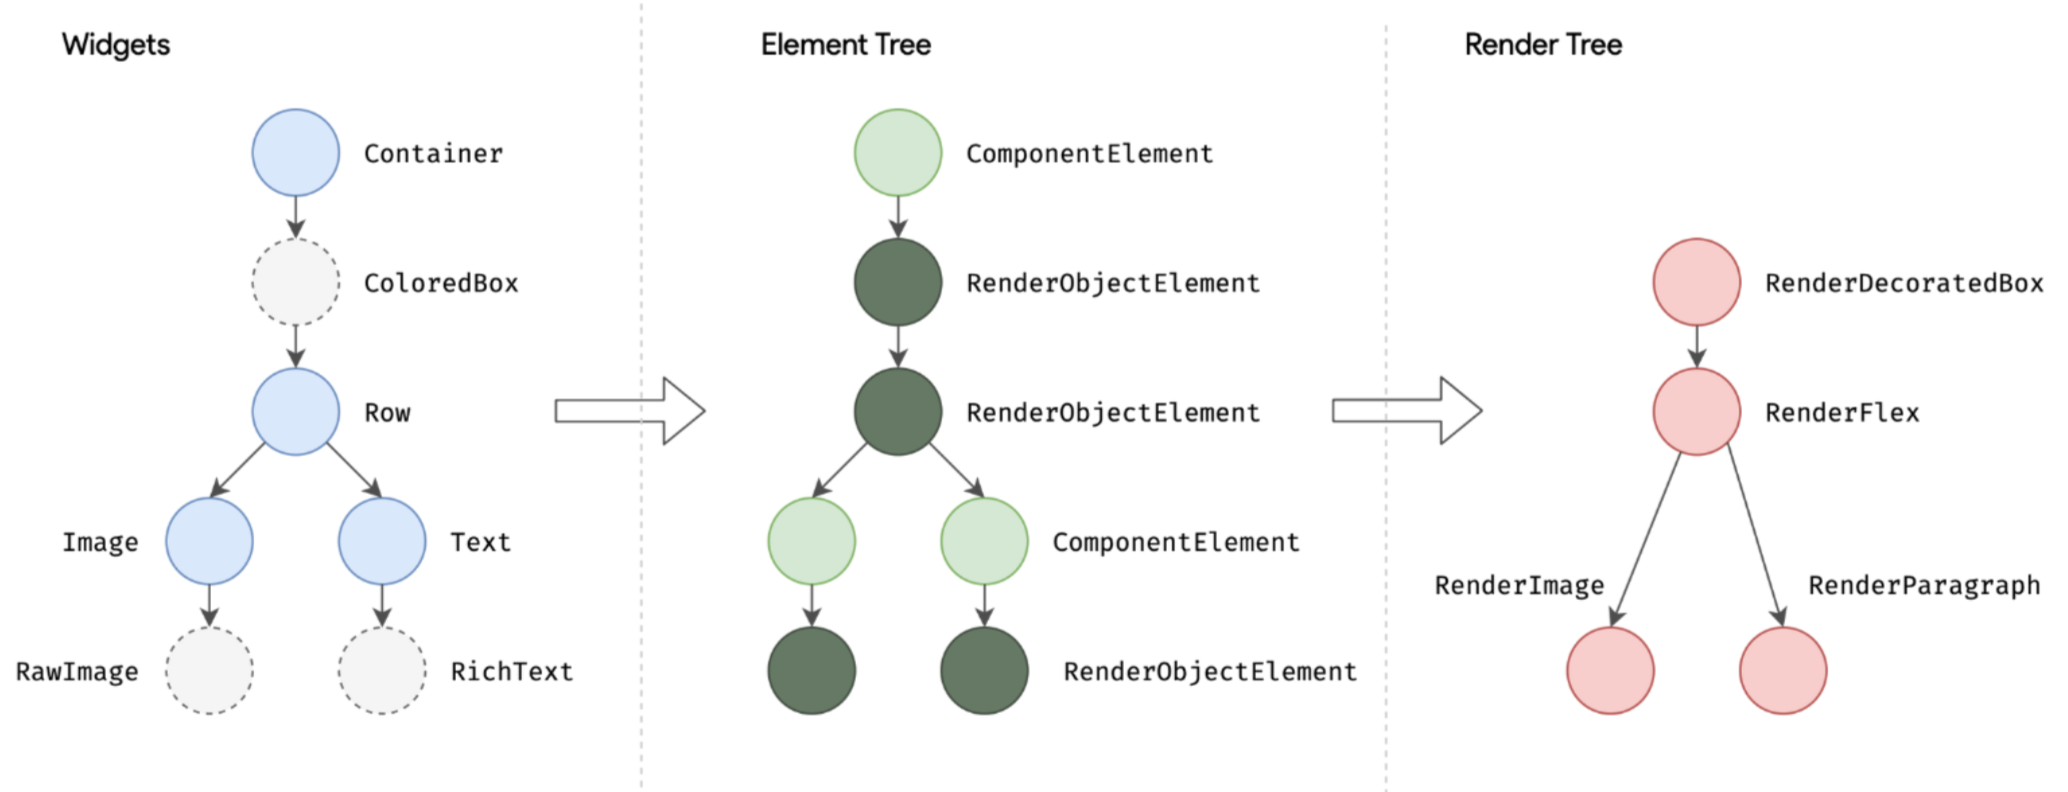 Widgets
Container
ColoredBox
Row
Image
Text
RawImage
RichText
Element Tree
ComponentElement
RenderObjectElement
RenderObjectElement
ComponentElement
RenderObjectElement
Render Tree
RenderDecoratedBox
RenderFlex
RenderImage
RenderParagraph